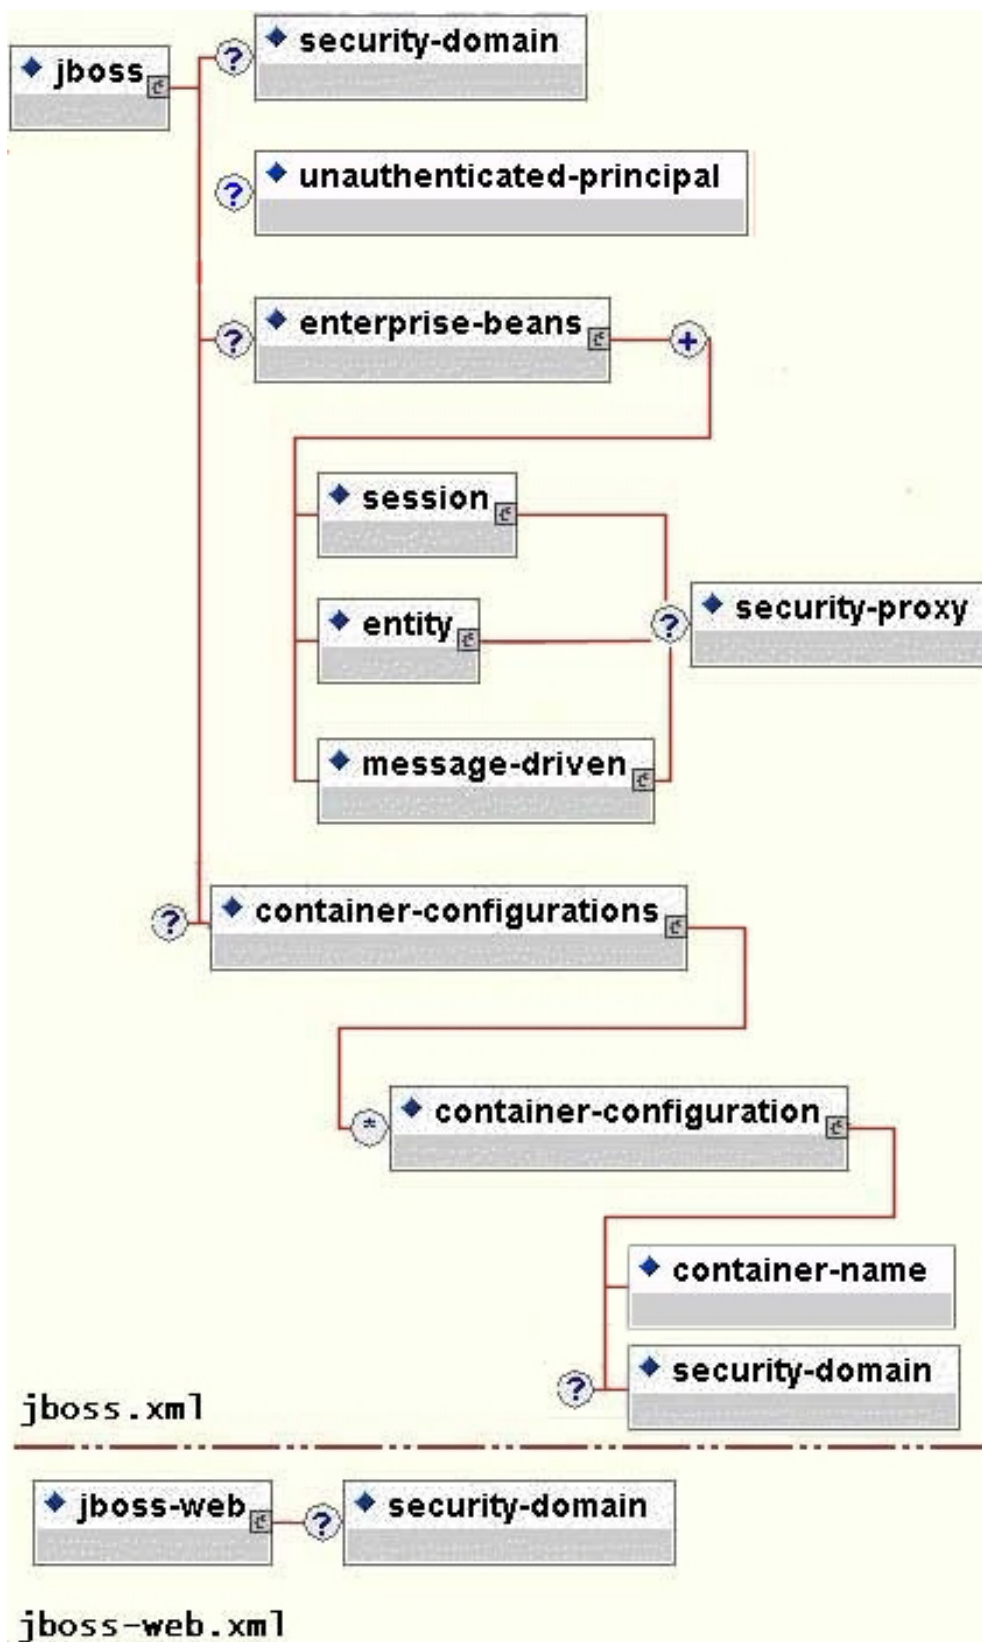 security-domain
jboss
?
unauthenticated-principal
?
enterprise-beans
?
+
session
entity
?
security-proxy
message-driven
container-configurations
?
container-configuration
*
container-name
security-domain
?
jboss.xml
jboss-web
?
security-domain
jboss-web.xml